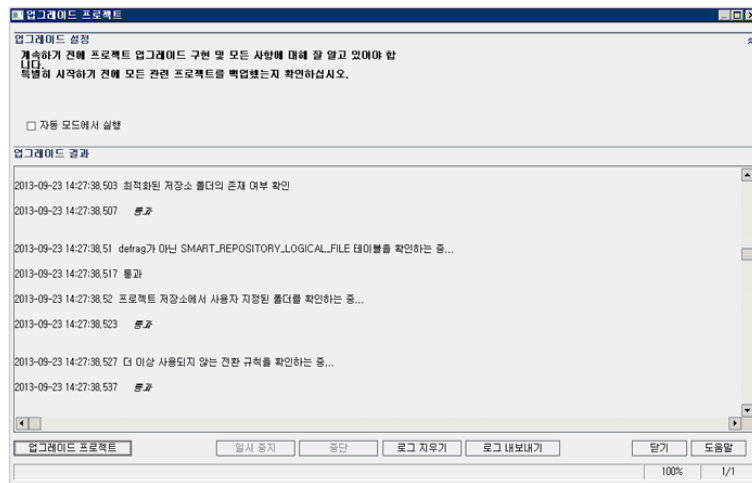 업그레이드 프로젝트
업그레이드 설정
계속하기 전에 프로젝트 업그레이드 구현 및 모든 사항에 대해 잘 알고 있어야 합
니다.
특별히 시작하기 전에 모든 관련 프로젝트를 백업했는지 확인하십시오.
자동 모드에서 실행
업그레이드 결과
2013-09-23 14:27:38,503 최적화된 저장소 폴더의 존재 여부 확인
2013-09-23 14:27:38,507 통과
2013-09-23 14:27:38,51 defrag가 아닌 SMART_REPOSITORY_LOGICAL_FILE 테이블을 확인하는 중...
2013-09-23 14:27:38,517 통과
2013-09-23 14:27:38,52 프로젝트 저장소에서 사용자 지정된 폴더를 확인하는 중...
2013-09-23 14:27:38,523 통과
2013-09-23 14:27:38,527 더 이상 사용되지 않는 전환 규칙을 확인하는 중...
2013-09-23 14:27:38,537 통과
업그레이드 프로젝트 일시 중지 중단 로그 지우기 로그 내보내기 닫기 도움말
100% 1/1